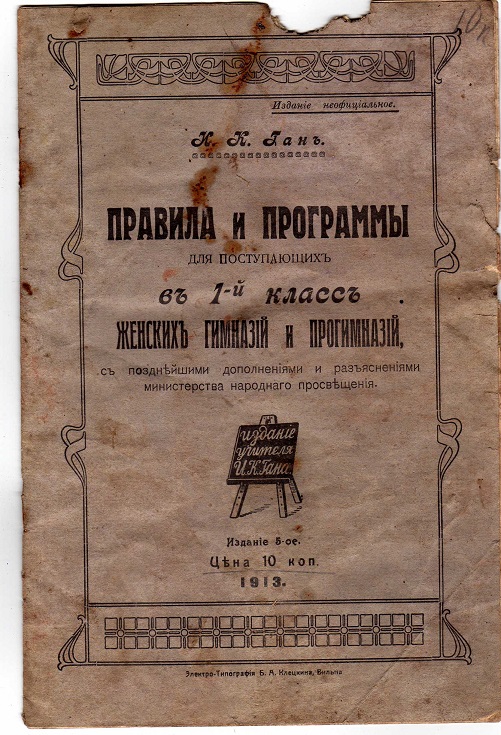 10к
Изданіе неофиціальное.
И. К. Ганъ.
ПРАВИЛА и ПРОГРАММЫ
ДЛЯ ПОСТУПАЮЩИХЪ
въ 1-й классъ
ЖЕНСКИХЪ ГИМНАЗІЙ и ПРОГИМНАЗІЙ,
съ позднѣйшими дополненіями и разъясненіями
министерства народнаго просвѣщенія.
изданіе
учителя
И.К.Гана.
Изданіе 5-ое.
Цѣна 10 коп.
1913.
Электро-Типографія Б. А. Клецкина, Вильна